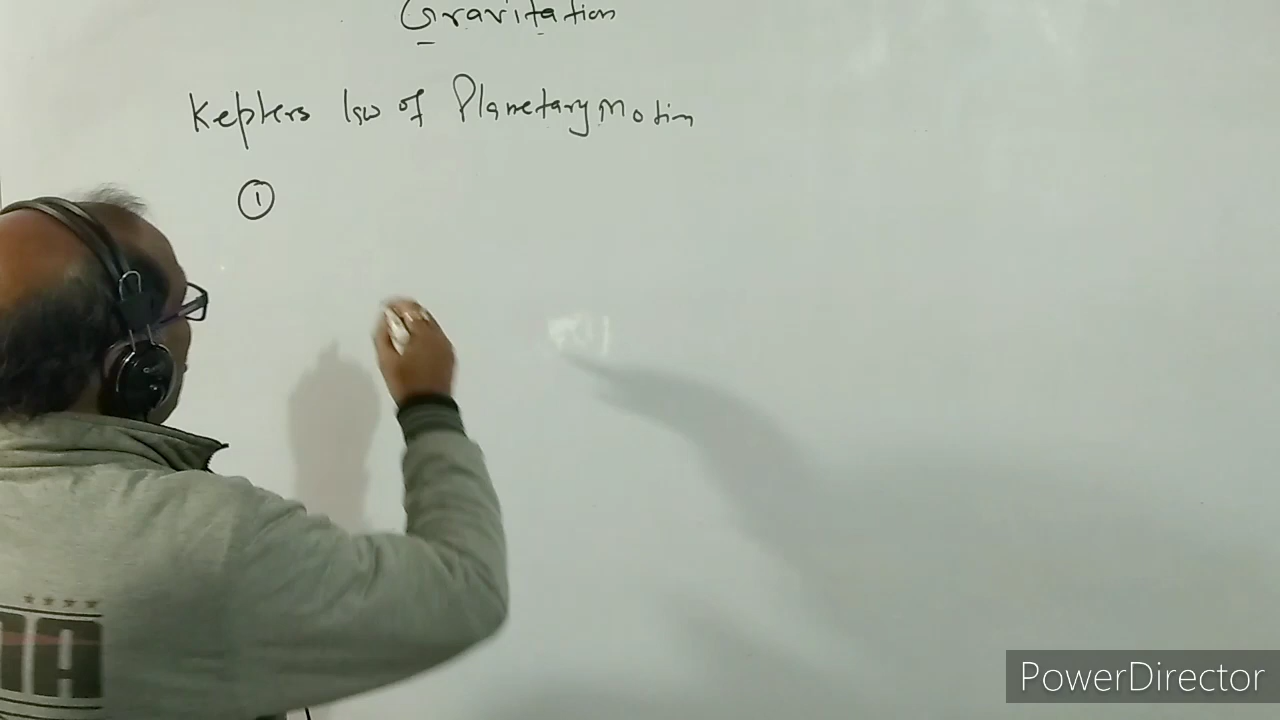 Gravitation
Keplers law of Planetary Motion
①
PowerDirector